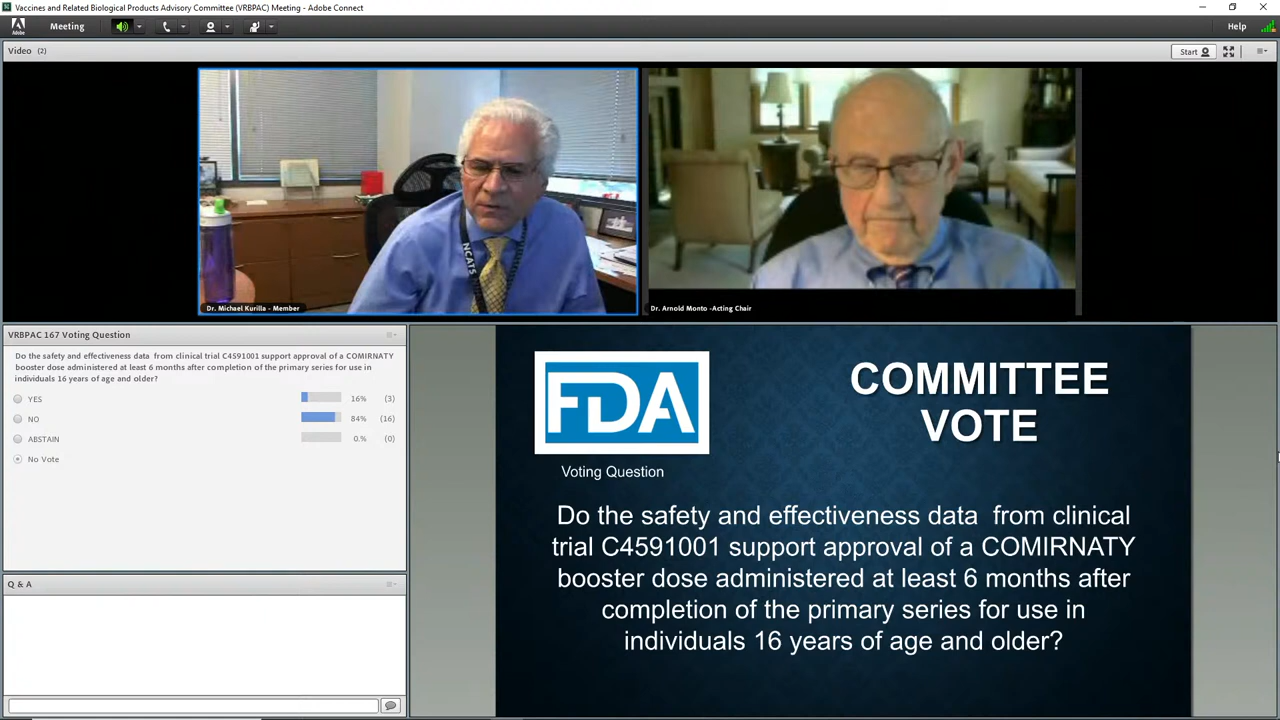 Vaccines and Related Biological Products Advisory Committee (VRBPAC) Meeting - Adobe Connect
Meeting
Help
Video (2)
Start
NCATS
Dr. Michael Kurilla - Member
Dr. Arnold Monto -Acting Chair
VRBPAC 167 Voting Question
Do the safety and effectiveness data from clinical trial C4591001 support approval of a COMIRNATY
booster dose administered at least 6 months after completion of the primary series for use in
individuals 16 years of age and older?
YES 16% (3)
NO 84% (16)
ABSTAIN 0.% (0)
No Vote
Q & A
FDA
COMMITTEE
VOTE
Voting Question
Do the safety and effectiveness data from clinical
trial C4591001 support approval of a COMIRNATY
booster dose administered at least 6 months after
completion of the primary series for use in
individuals 16 years of age and older?